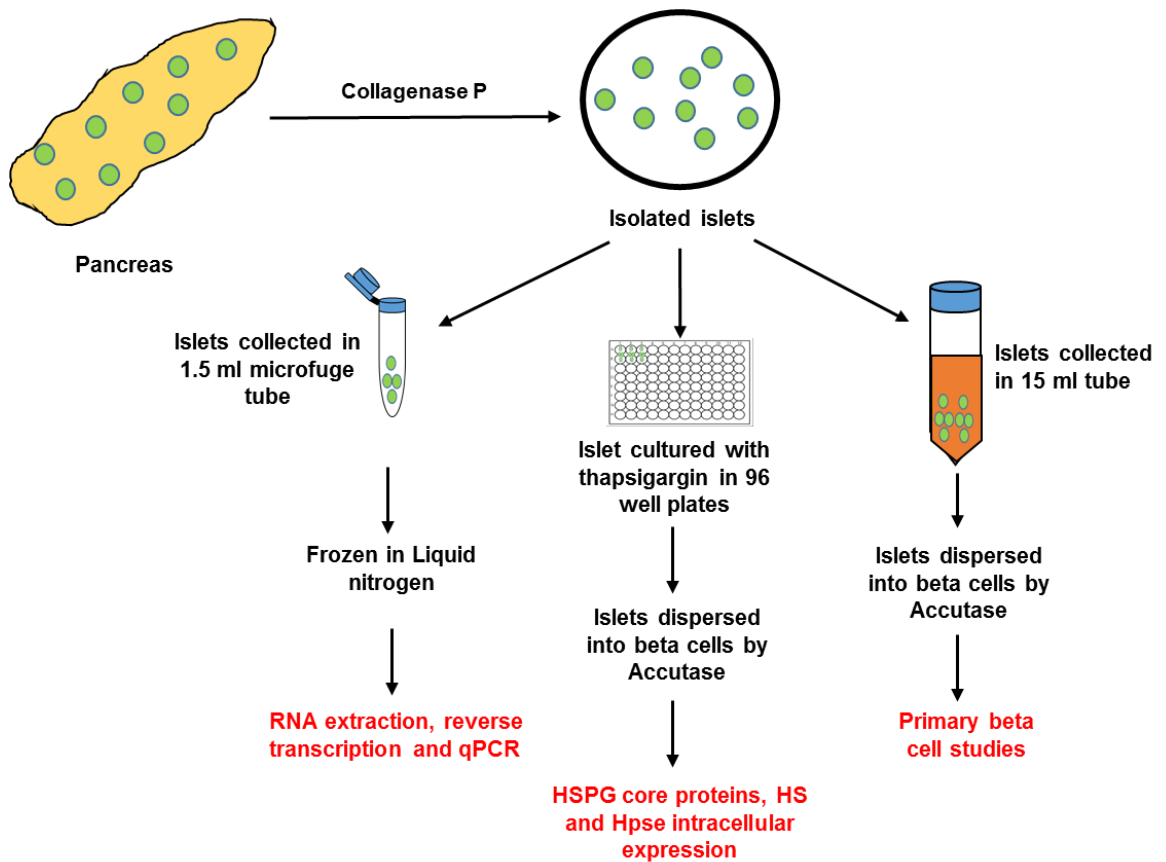 Collagenase P
Isolated islets
Pancreas
Islets collected in
1.5 ml microfuge
tube
Islets collected
in 15 ml tube
Islet cultured with
thapsigargin in 96
well plates
Frozen in Liquid
nitrogen
Islets dispersed
into beta cells by
Accutase
Islets dispersed
into beta cells by
Accutase
RNA extraction, reverse
transcription and qPCR
Primary beta
cell studies
HSPG core proteins, HS
and Hpse intracellular
expression